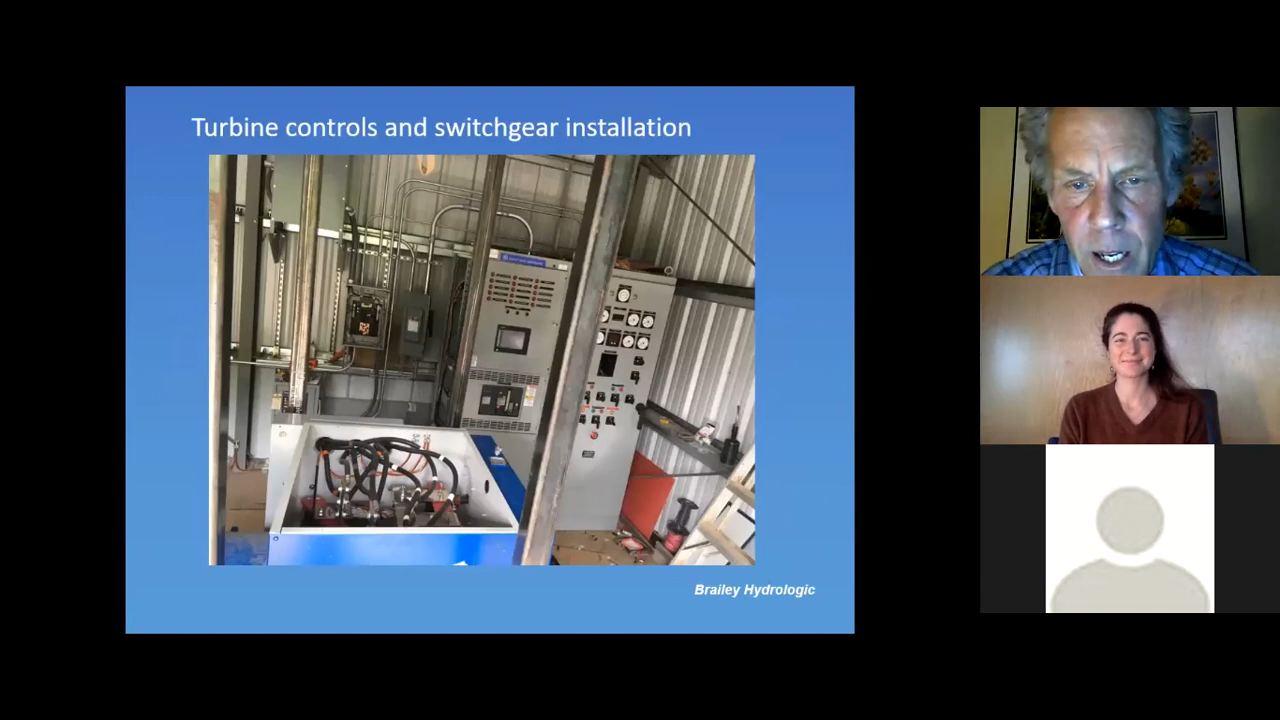 Turbine controls and switchgear installation
Brailey Hydrologic